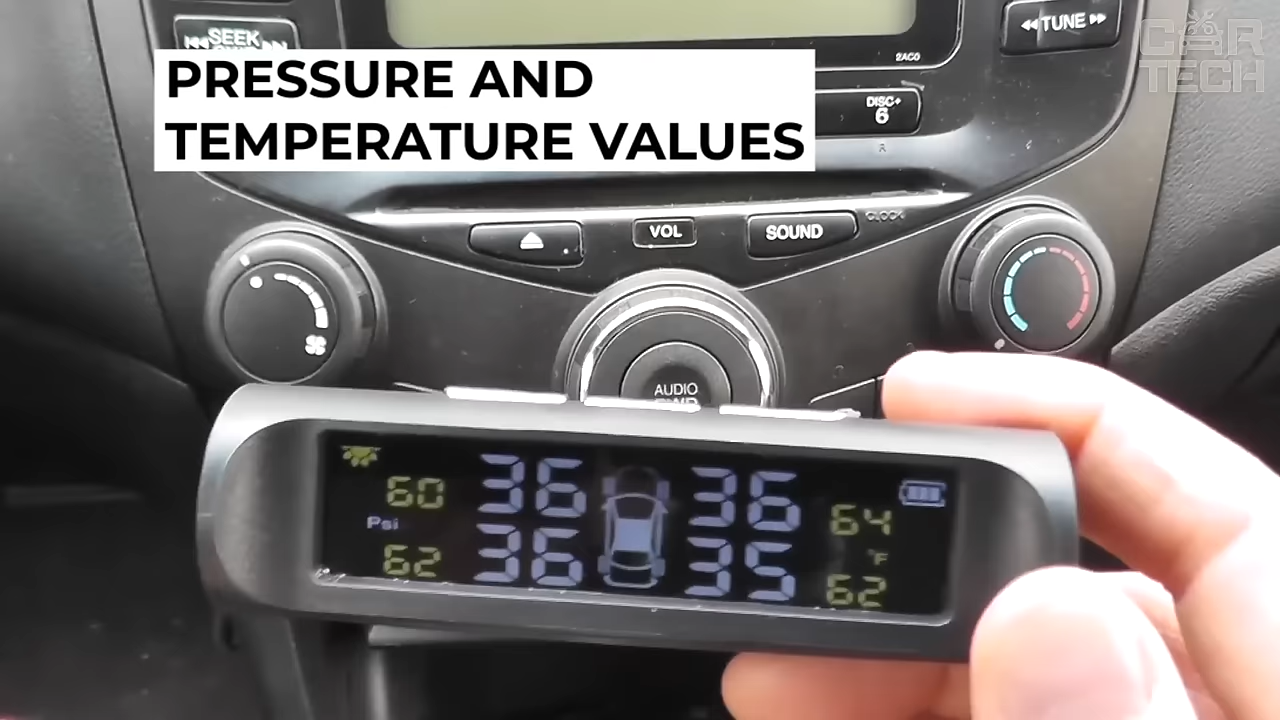 SEEK
TUNE
CAR
TECH
2AC0
PRESSURE AND
TEMPERATURE VALUES
DISC+
6
R
CLOCK
VOL
SOUND
AUDIO
60 36 36 64
Psi °F
62 36 35 62